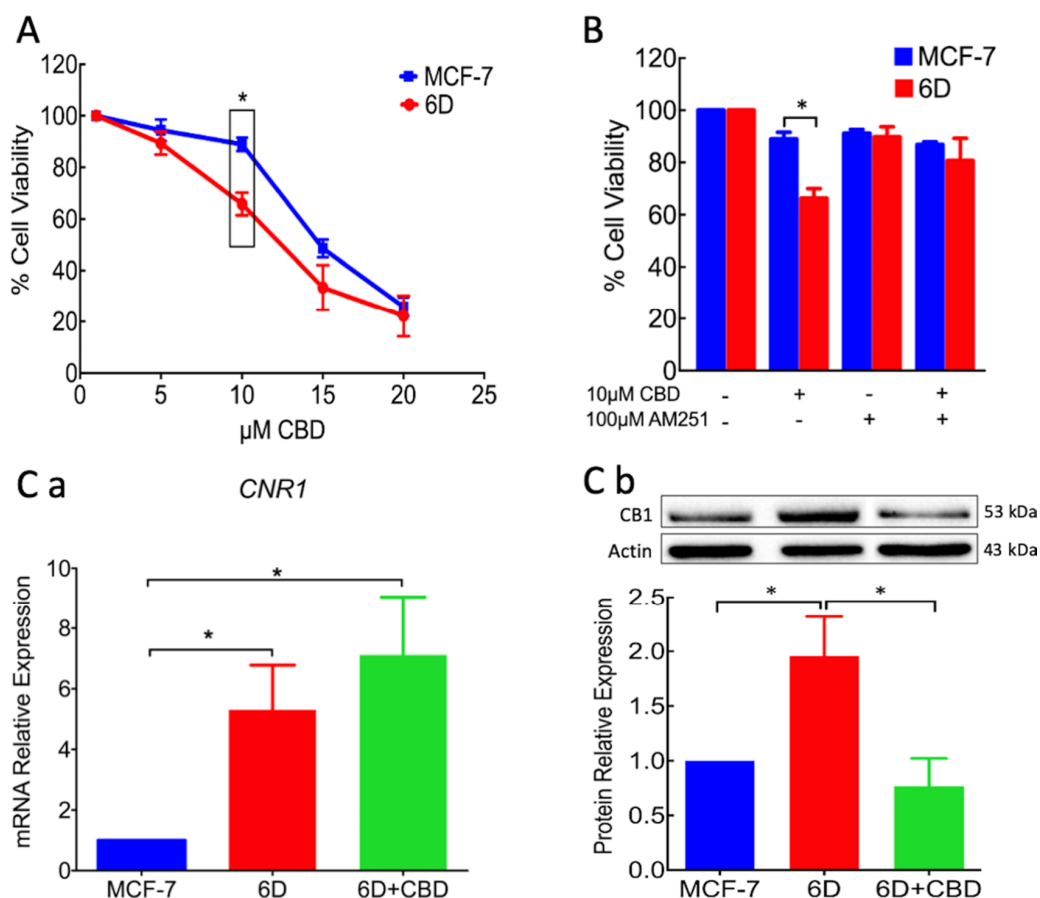 A
120
100
80
60
40
20
0
% Cell Viability
*
MCF-7
6D
0 5 10 15 20 25
µM CBD
B
120
100
80
60
40
20
0
% Cell Viability
*
MCF-7
6D
10µM CBD - + - +
100µM AM251 - - + +
C a
CNR1
10
8
6
4
2
0
mRNA Relative Expression
*
*
MCF-7 6D 6D+CBD
C b
CB1 53 kDa
Actin 43 kDa
2.5
2.0
1.5
1.0
0.5
0.0
Protein Relative Expression
* *
MCF-7 6D 6D+CBD